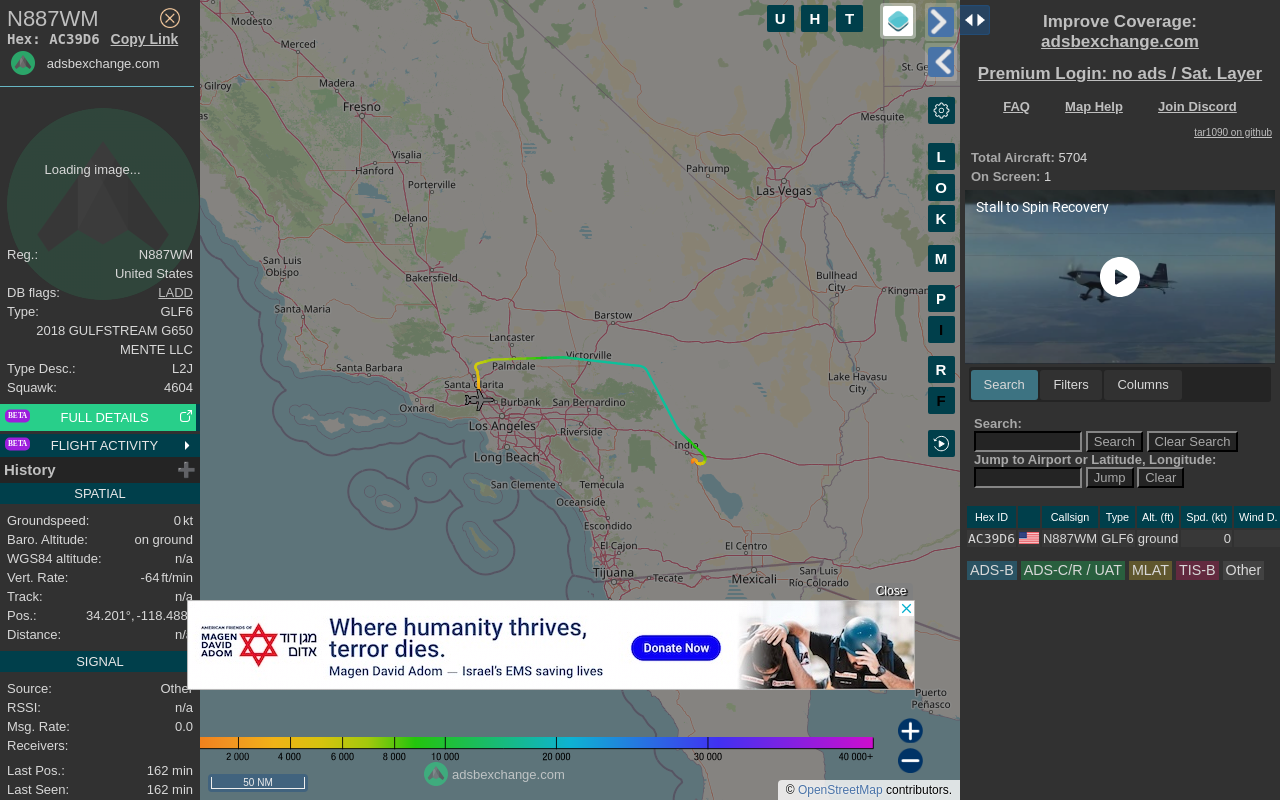 N887WM
Hex: AC39D6 Copy Link
adsbexchange.com
Loading image...
Reg.: N887WM
United States
DB flags: LADD
Type: GLF6
2018 GULFSTREAM G650
MENTE LLC
Type Desc.: L2J
Squawk: 4604
BETA FULL DETAILS
BETA FLIGHT ACTIVITY
History
SPATIAL
Groundspeed: 0 kt
Baro. Altitude: on ground
WGS84 altitude: n/a
Vert. Rate: -64 ft/min
Track: n/a
Pos.: 34.201°, -118.488
Distance: n/a
SIGNAL
Source: Other
RSSI: n/a
Msg. Rate: 0.0
Receivers:
Last Pos.: 162 min
Last Seen: 162 min
Modesto
Merced
Gilroy
as
Madera
Fresno
Visalia
Hanford
Porterville
Delano
San Luis
Obispo
Bakersfield
Santa Maria
Santa Barbara
Lancaster
Palmdale
Santa Clarita
Oxnard
Burbank
San Bernardino
Los Angeles
Riverside
Long Beach
Temecula
San Clemente
Oceanside
Escondido
El Cajon
Tijuana
Tecate
Mexicali
El Centro
San Luis
Río Colorado
Indio
Victorville
Barstow
Pahrump
Las Vegas
St. Ge
Mesquite
Bullhead
City
Kingman
Lake Havasu
City
Puerto
Peñasco
U H T
L
O
K
M
P
I
R
F
Close
AMERICAN FRIENDS OF
MAGEN
DAVID
ADOM
מגן דוד
אדום
Where humanity thrives,
terror dies.
Magen David Adom — Israel's EMS saving lives
Donate Now
2 000 4 000 6 000 8 000 10 000 20 000 30 000 40 000+
adsbexchange.com
50 NM
© OpenStreetMap contributors.
Improve Coverage:
adsbexchange.com
Premium Login: no ads / Sat. Layer
FAQ Map Help Join Discord
tar1090 on github
Total Aircraft: 5704
On Screen: 1
Stall to Spin Recovery
Search Filters Columns
Search:
Search Clear Search
Jump to Airport or Latitude, Longitude:
Jump Clear
Hex ID Callsign Type Alt. (ft) Spd. (kt) Wind D.
AC39D6 N887WM GLF6 ground 0
ADS-B ADS-C/R / UAT MLAT TIS-B Other